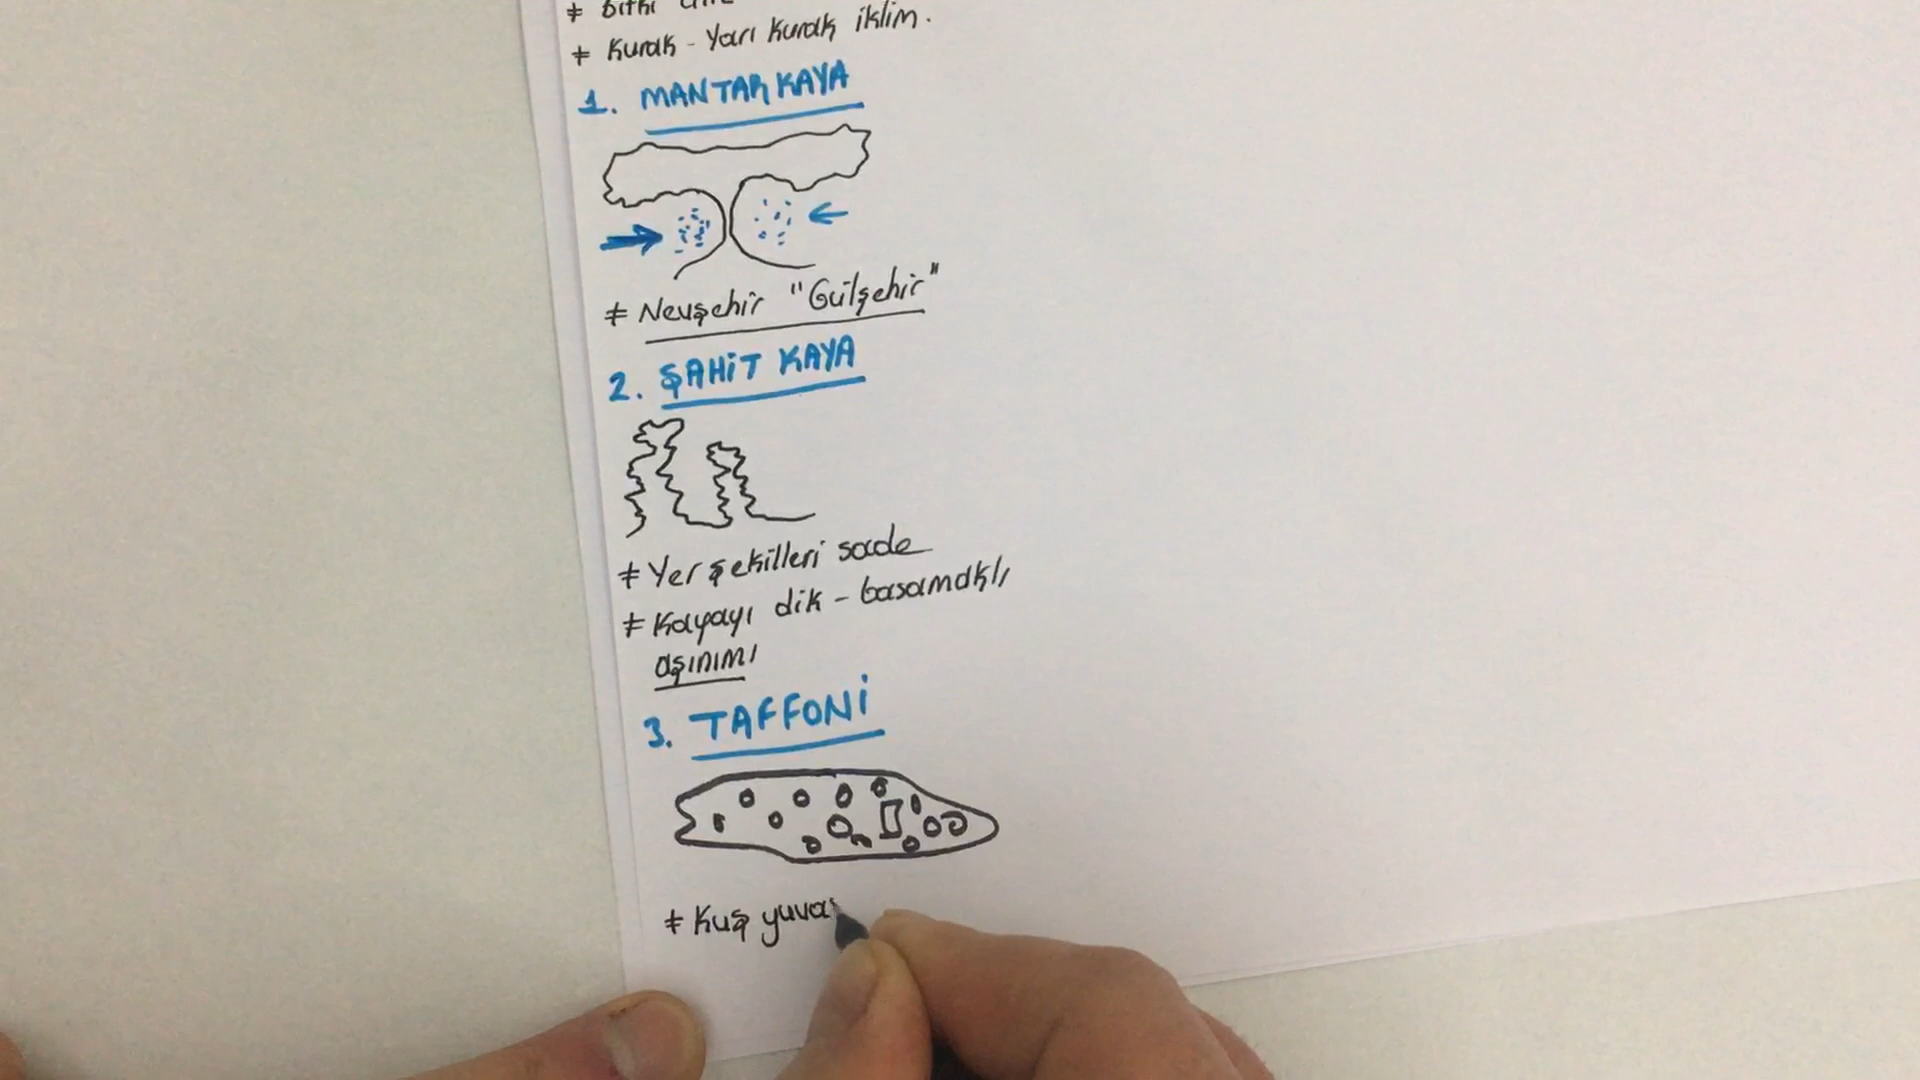 ≠ Bitki
≠ Kurak - Yarı Kurak iklim.
1. MANTAR KAYA
≠ Nevşehir "Gülşehir"
2. ŞAHİT KAYA
≠ Yer şekilleri sade
≠ Kayayı dik - basamaklı
aşınımı
3. TAFFONİ
≠ Kuş yuva